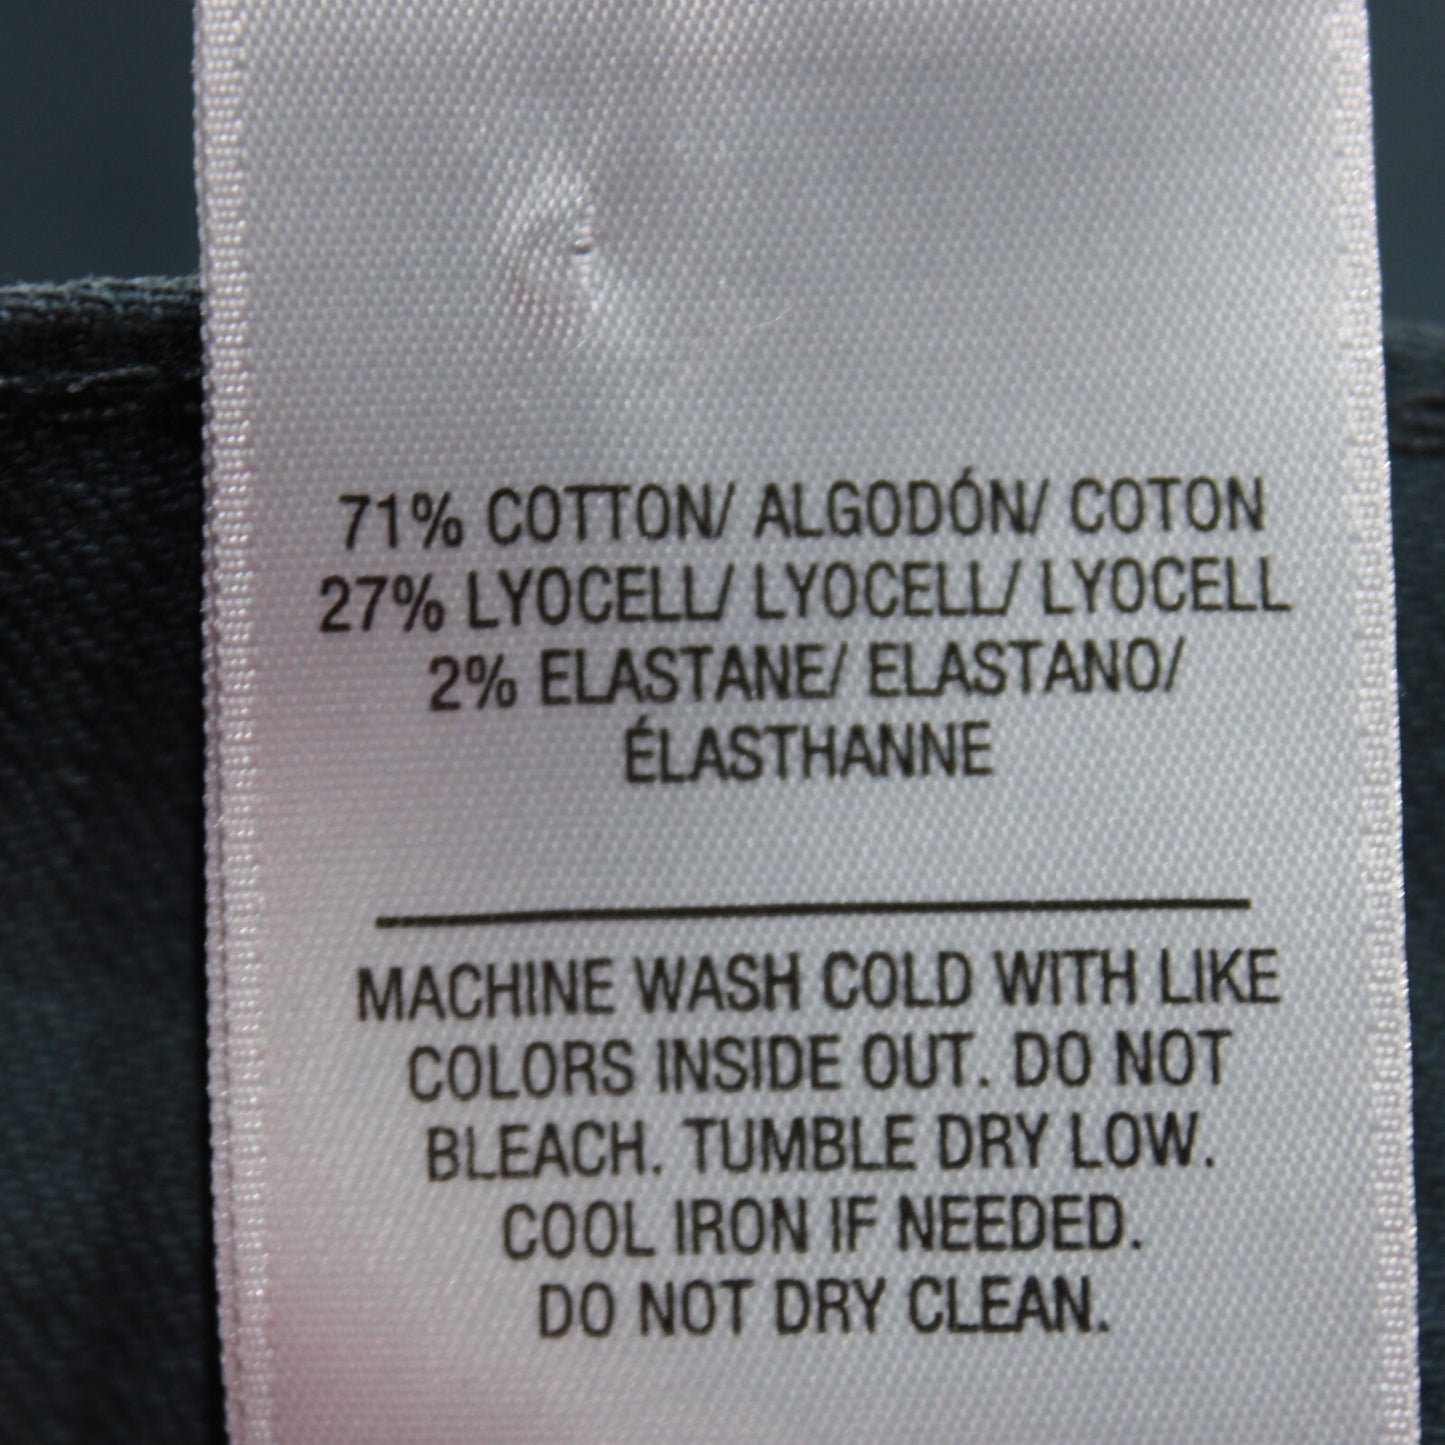 71% COTTON/ ALGODÓN/ COTON
27% LYOCELL/ LYOCELL/ LYOCELL
2% ELASTANE/ ELASTANO/
ÉLASTHANNE
MACHINE WASH COLD WITH LIKE
COLORS INSIDE OUT. DO NOT
BLEACH. TUMBLE DRY LOW.
COOL IRON IF NEEDED.
DO NOT DRY CLEAN.